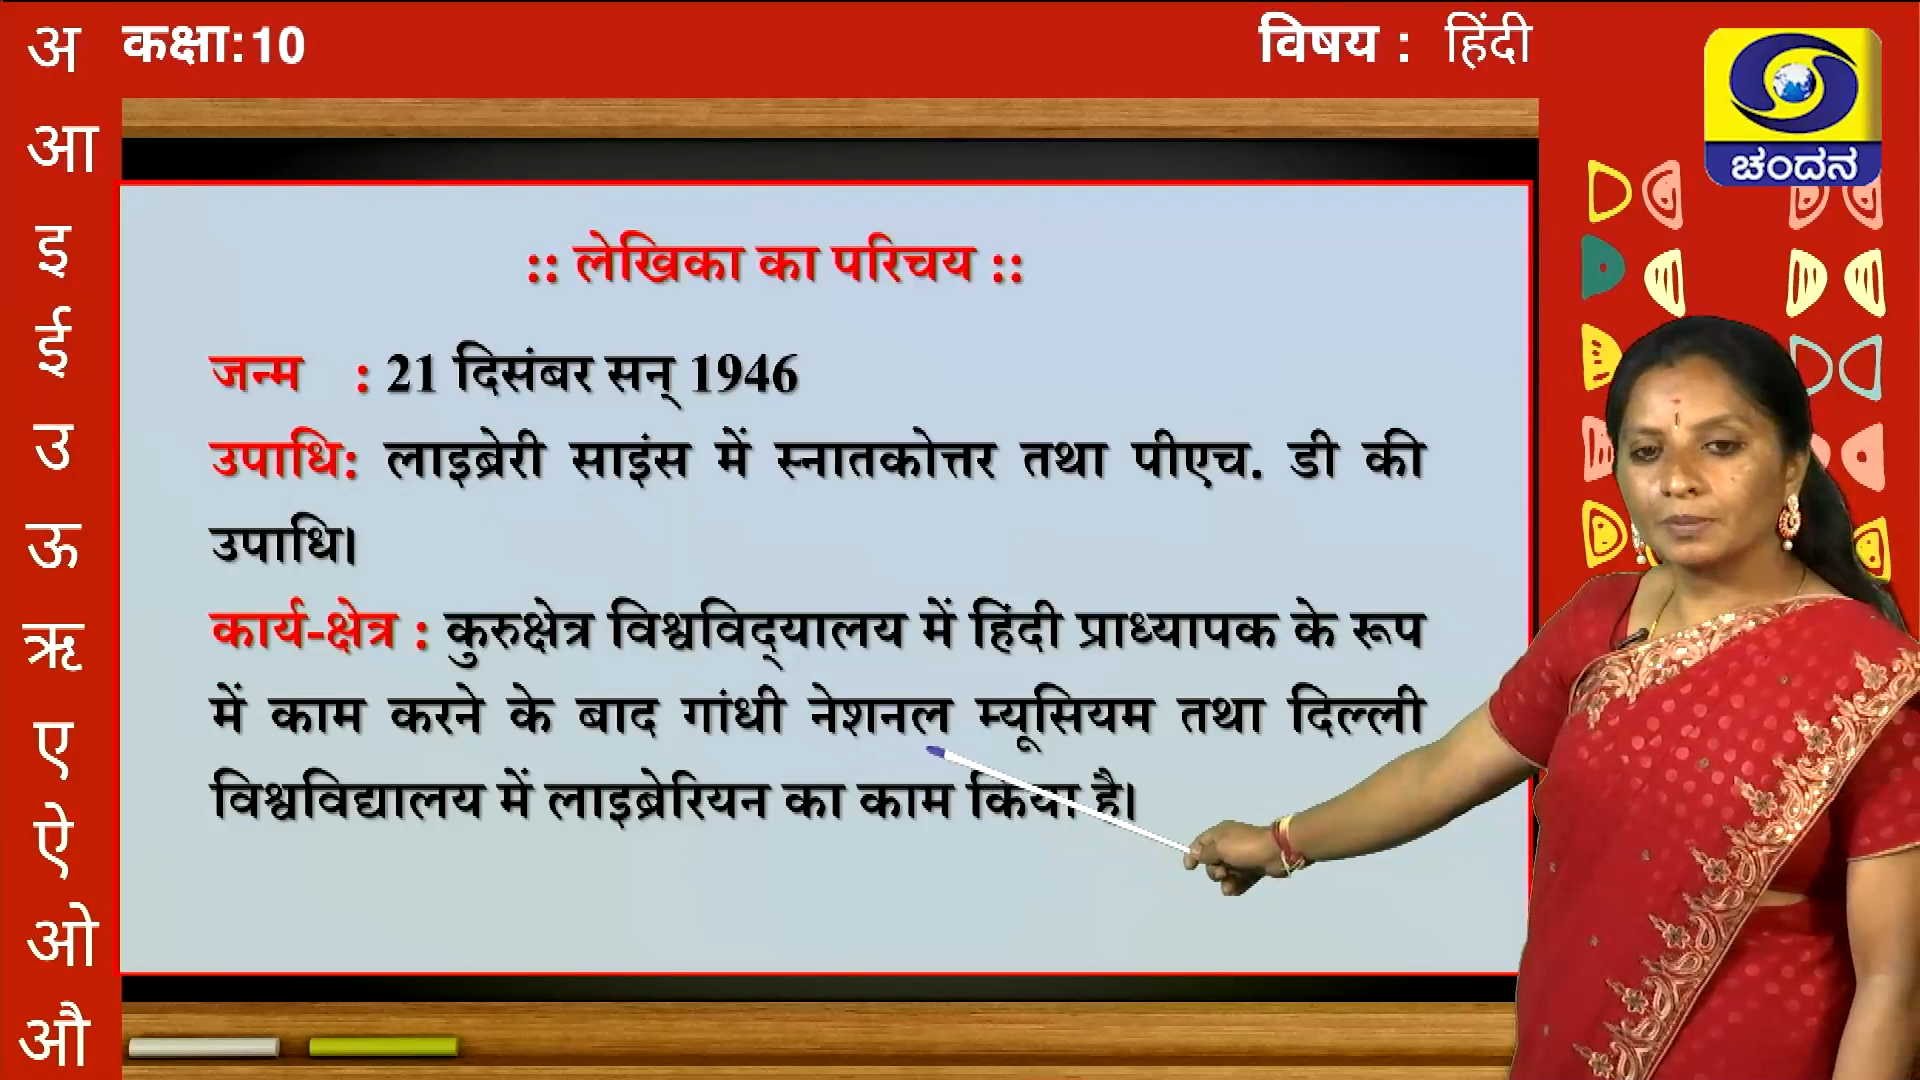 कक्षा:10
विषय : हिंदी
ಚಂದನ
अ
आ
इ
ई
उ
ऊ
ऋ
ए
ऐ
ओ
औ
:: लेखिका का परिचय ::
जन्म : 21 दिसंबर सन् 1946
उपाधि: लाइब्रेरी साइंस में स्नातकोत्तर तथा पीएच. डी की
उपाधि।
कार्य-क्षेत्र : कुरुक्षेत्र विश्वविद्‌यालय में हिंदी प्राध्यापक के रूप
में काम करने के बाद गांधी नेशनल म्यूसियम तथा दिल्ली
विश्वविद्यालय में लाइब्रेरियन का काम किया है।